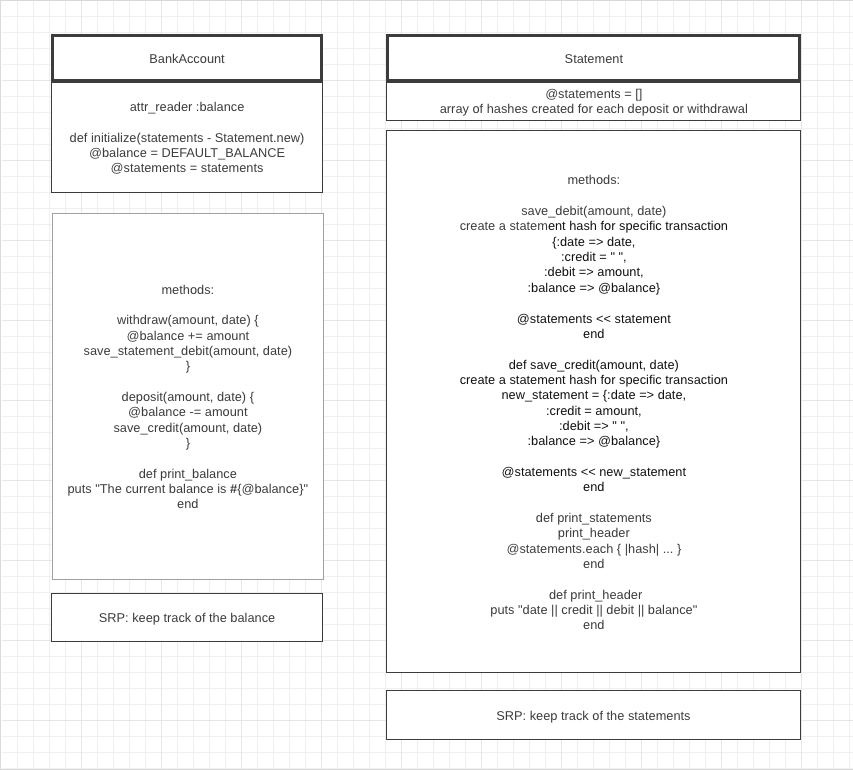 BankAccount
attr_reader :balance
def initialize(statements - Statement.new)
@balance = DEFAULT_BALANCE
@statements = statements
methods:
withdraw(amount, date) {
@balance += amount
save_statement_debit(amount, date)
}
deposit(amount, date) {
@balance -= amount
save_credit(amount, date)
}
def print_balance
puts "The current balance is #{@balance}"
end
SRP: keep track of the balance
Statement
@statements = []
array of hashes created for each deposit or withdrawal
methods:
save_debit(amount, date)
create a statement hash for specific transaction
{:date => date,
:credit = " ",
:debit => amount,
:balance => @balance}
@statements << statement
end
def save_credit(amount, date)
create a statement hash for specific transaction
new_statement = {:date => date,
:credit = amount,
:debit => " ",
:balance => @balance}
@statements << new_statement
end
def print_statements
print_header
@statements.each { |hash| ... }
end
def print_header
puts "date || credit || debit || balance"
end
SRP: keep track of the statements